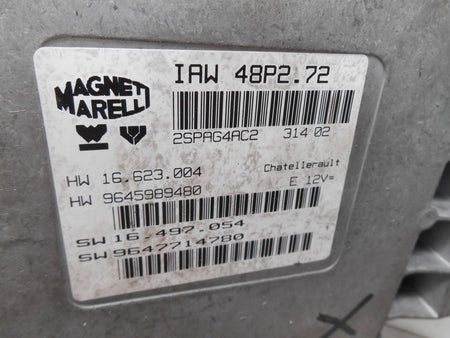 IAW 48P2.72
MAGNETI
MARELLI
2SPAG4AC2 314 02
HW 16.623.004 Chatellerault
HW 9645989480 E 12V=
SW 16.497.054
SW 9647714780